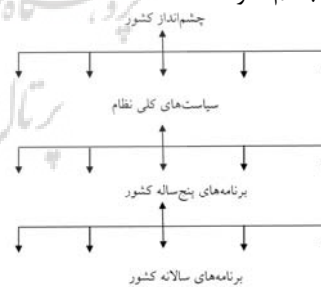 چشم‌انداز کشور
سیاست‌های کلی نظام
برنامه‌های پنج‌ساله کشور
برنامه‌های سالانه کشور